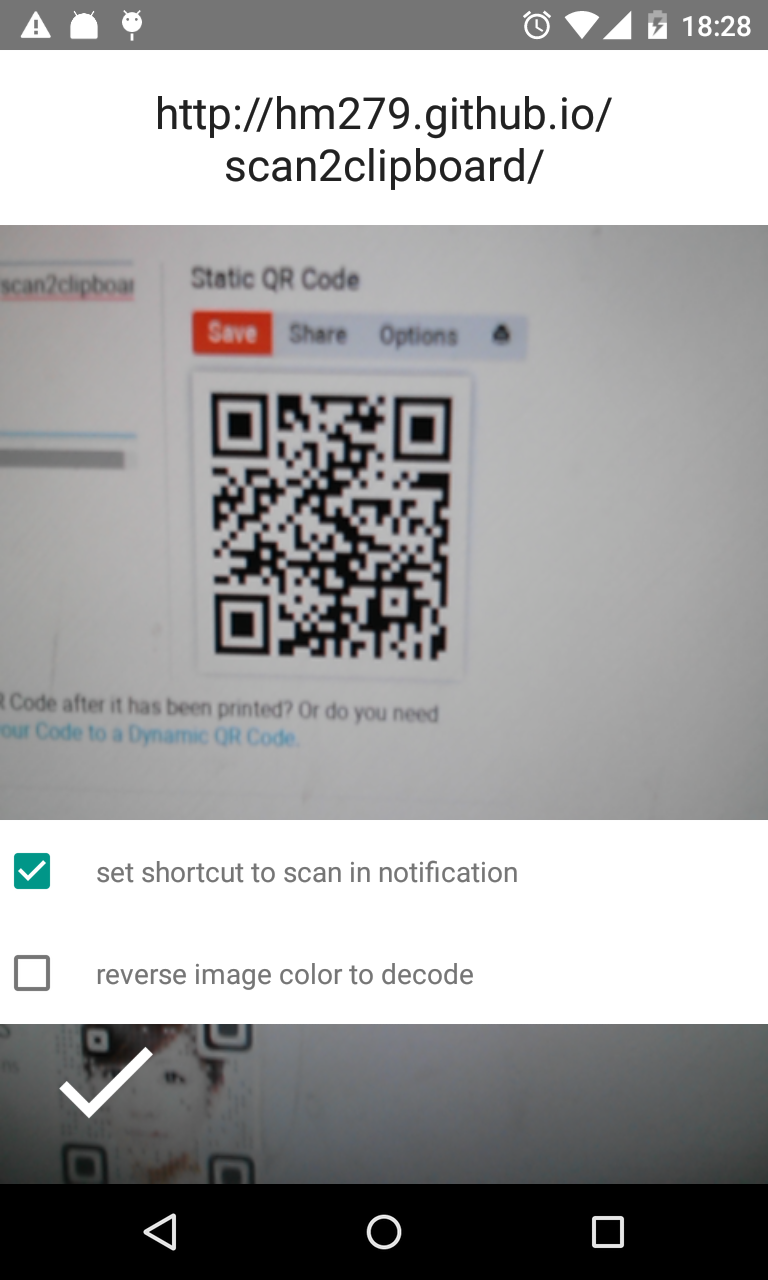 18:28
http://hm279.github.io/
scan2clipboard/
scan2clipboar
Static QR Code
Save Share Options
Code after it has been printed? Or do you need
our Code to a Dynamic QR Code.
set shortcut to scan in notification
reverse image color to decode